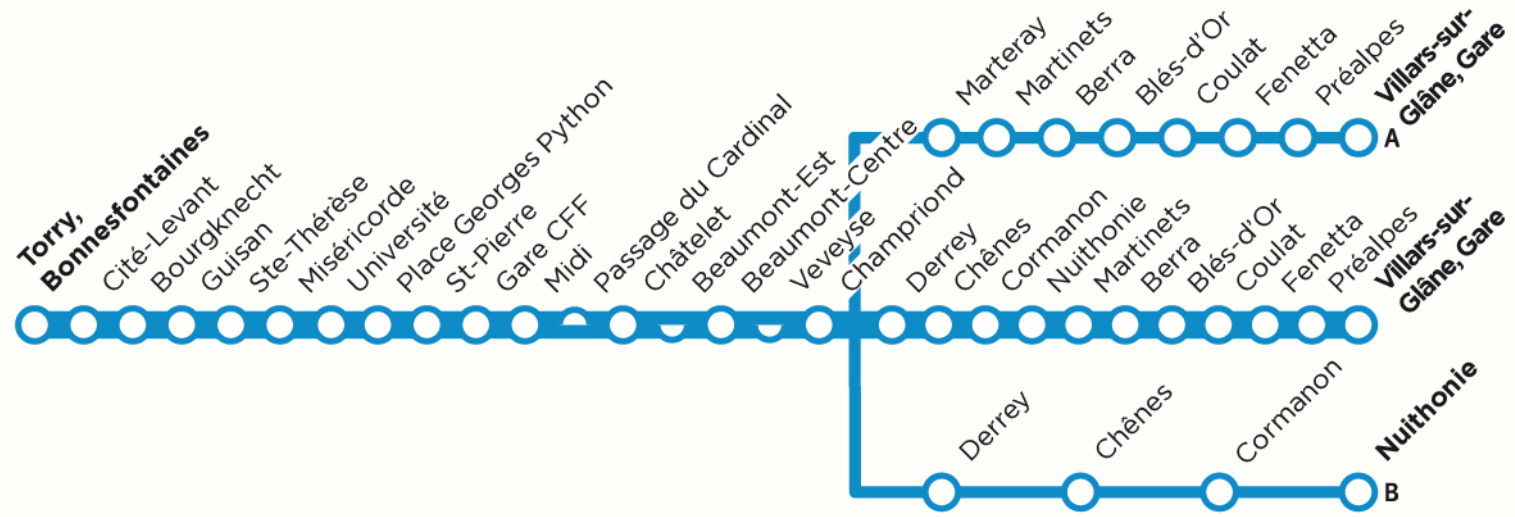 Torry,
Bonnesfontaines
Cité-Levant
Bourgknecht
Guisan
Ste-Thérèse
Miséricorde
Université
Place Georges Python
St-Pierre
Gare CFF
Midi
Passage du Cardinal
Châtelet
Beaumont-Est
Beaumont-Centre
Veveyse
Champriond
Marteray
Martinets
Berra
Blés-d'Or
Coulat
Fenetta
Préalpes
Villars-sur-
Glâne, Gare
A
Derrey
Chênes
Cormanon
Nuithonie
Martinets
Berra
Blés-d'Or
Coulat
Fenetta
Préalpes
Villars-sur-
Glâne, Gare
Derrey
Chênes
Cormanon
Nuithonie
B